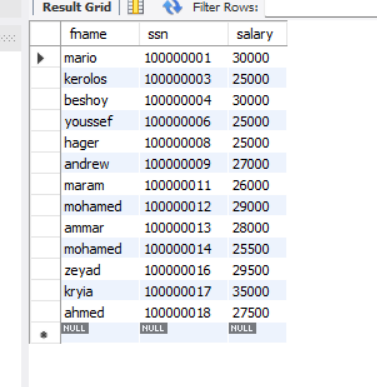 Result Grid Filter Rows:
fname ssn salary
mario 100000001 30000
kerolos 100000003 25000
beshoy 100000004 30000
youssef 100000006 25000
hager 100000008 25000
andrew 100000009 27000
maram 100000011 26000
mohamed 100000012 29000
ammar 100000013 28000
mohamed 100000014 25500
zeyad 100000016 29500
kryia 100000017 35000
ahmed 100000018 27500
NULL NULL NULL